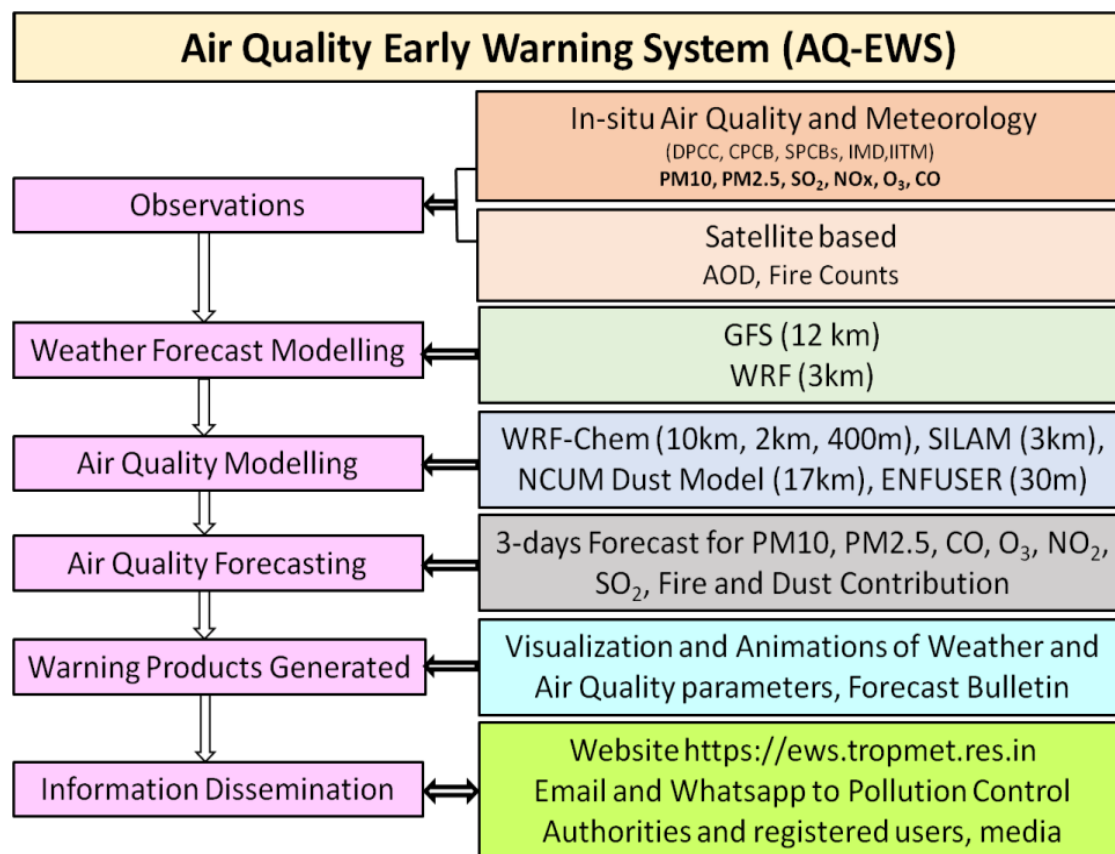 Air Quality Early Warning System (AQ-EWS)
In-situ Air Quality and Meteorology
(DPCC, CPCB, SPCBs, IMD,IITM)
PM10, PM2.5, SO₂, NOx, O₃, CO
Observations
Satellite based
AOD, Fire Counts
Weather Forecast Modelling
GFS (12 km)
WRF (3km)
Air Quality Modelling
WRF-Chem (10km, 2km, 400m), SILAM (3km),
NCUM Dust Model (17km), ENFUSER (30m)
Air Quality Forecasting
3-days Forecast for PM10, PM2.5, CO, O₃, NO₂,
SO₂, Fire and Dust Contribution
Warning Products Generated
Visualization and Animations of Weather and
Air Quality parameters, Forecast Bulletin
Information Dissemination
Website https://ews.tropmet.res.in
Email and Whatsapp to Pollution Control
Authorities and registered users, media